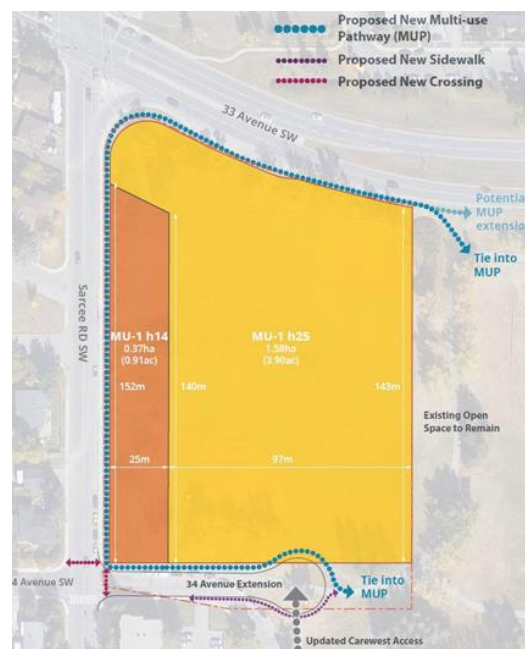 Proposed New Multi-use
Pathway (MUP)
Proposed New Sidewalk
Proposed New Crossing
33 Avenue SW
Potential
MUP
extension
Tie into
MUP
Sarcee RD SW
MU-1 h14
0.37ha
(0.91ac)
MU-1 h25
1.58ha
(3.90ac)
152m
140m
143m
Existing Open
Space to Remain
25m
97m
4 Avenue SW
34 Avenue Extension
Tie into
MUP
Updated Carewest Access